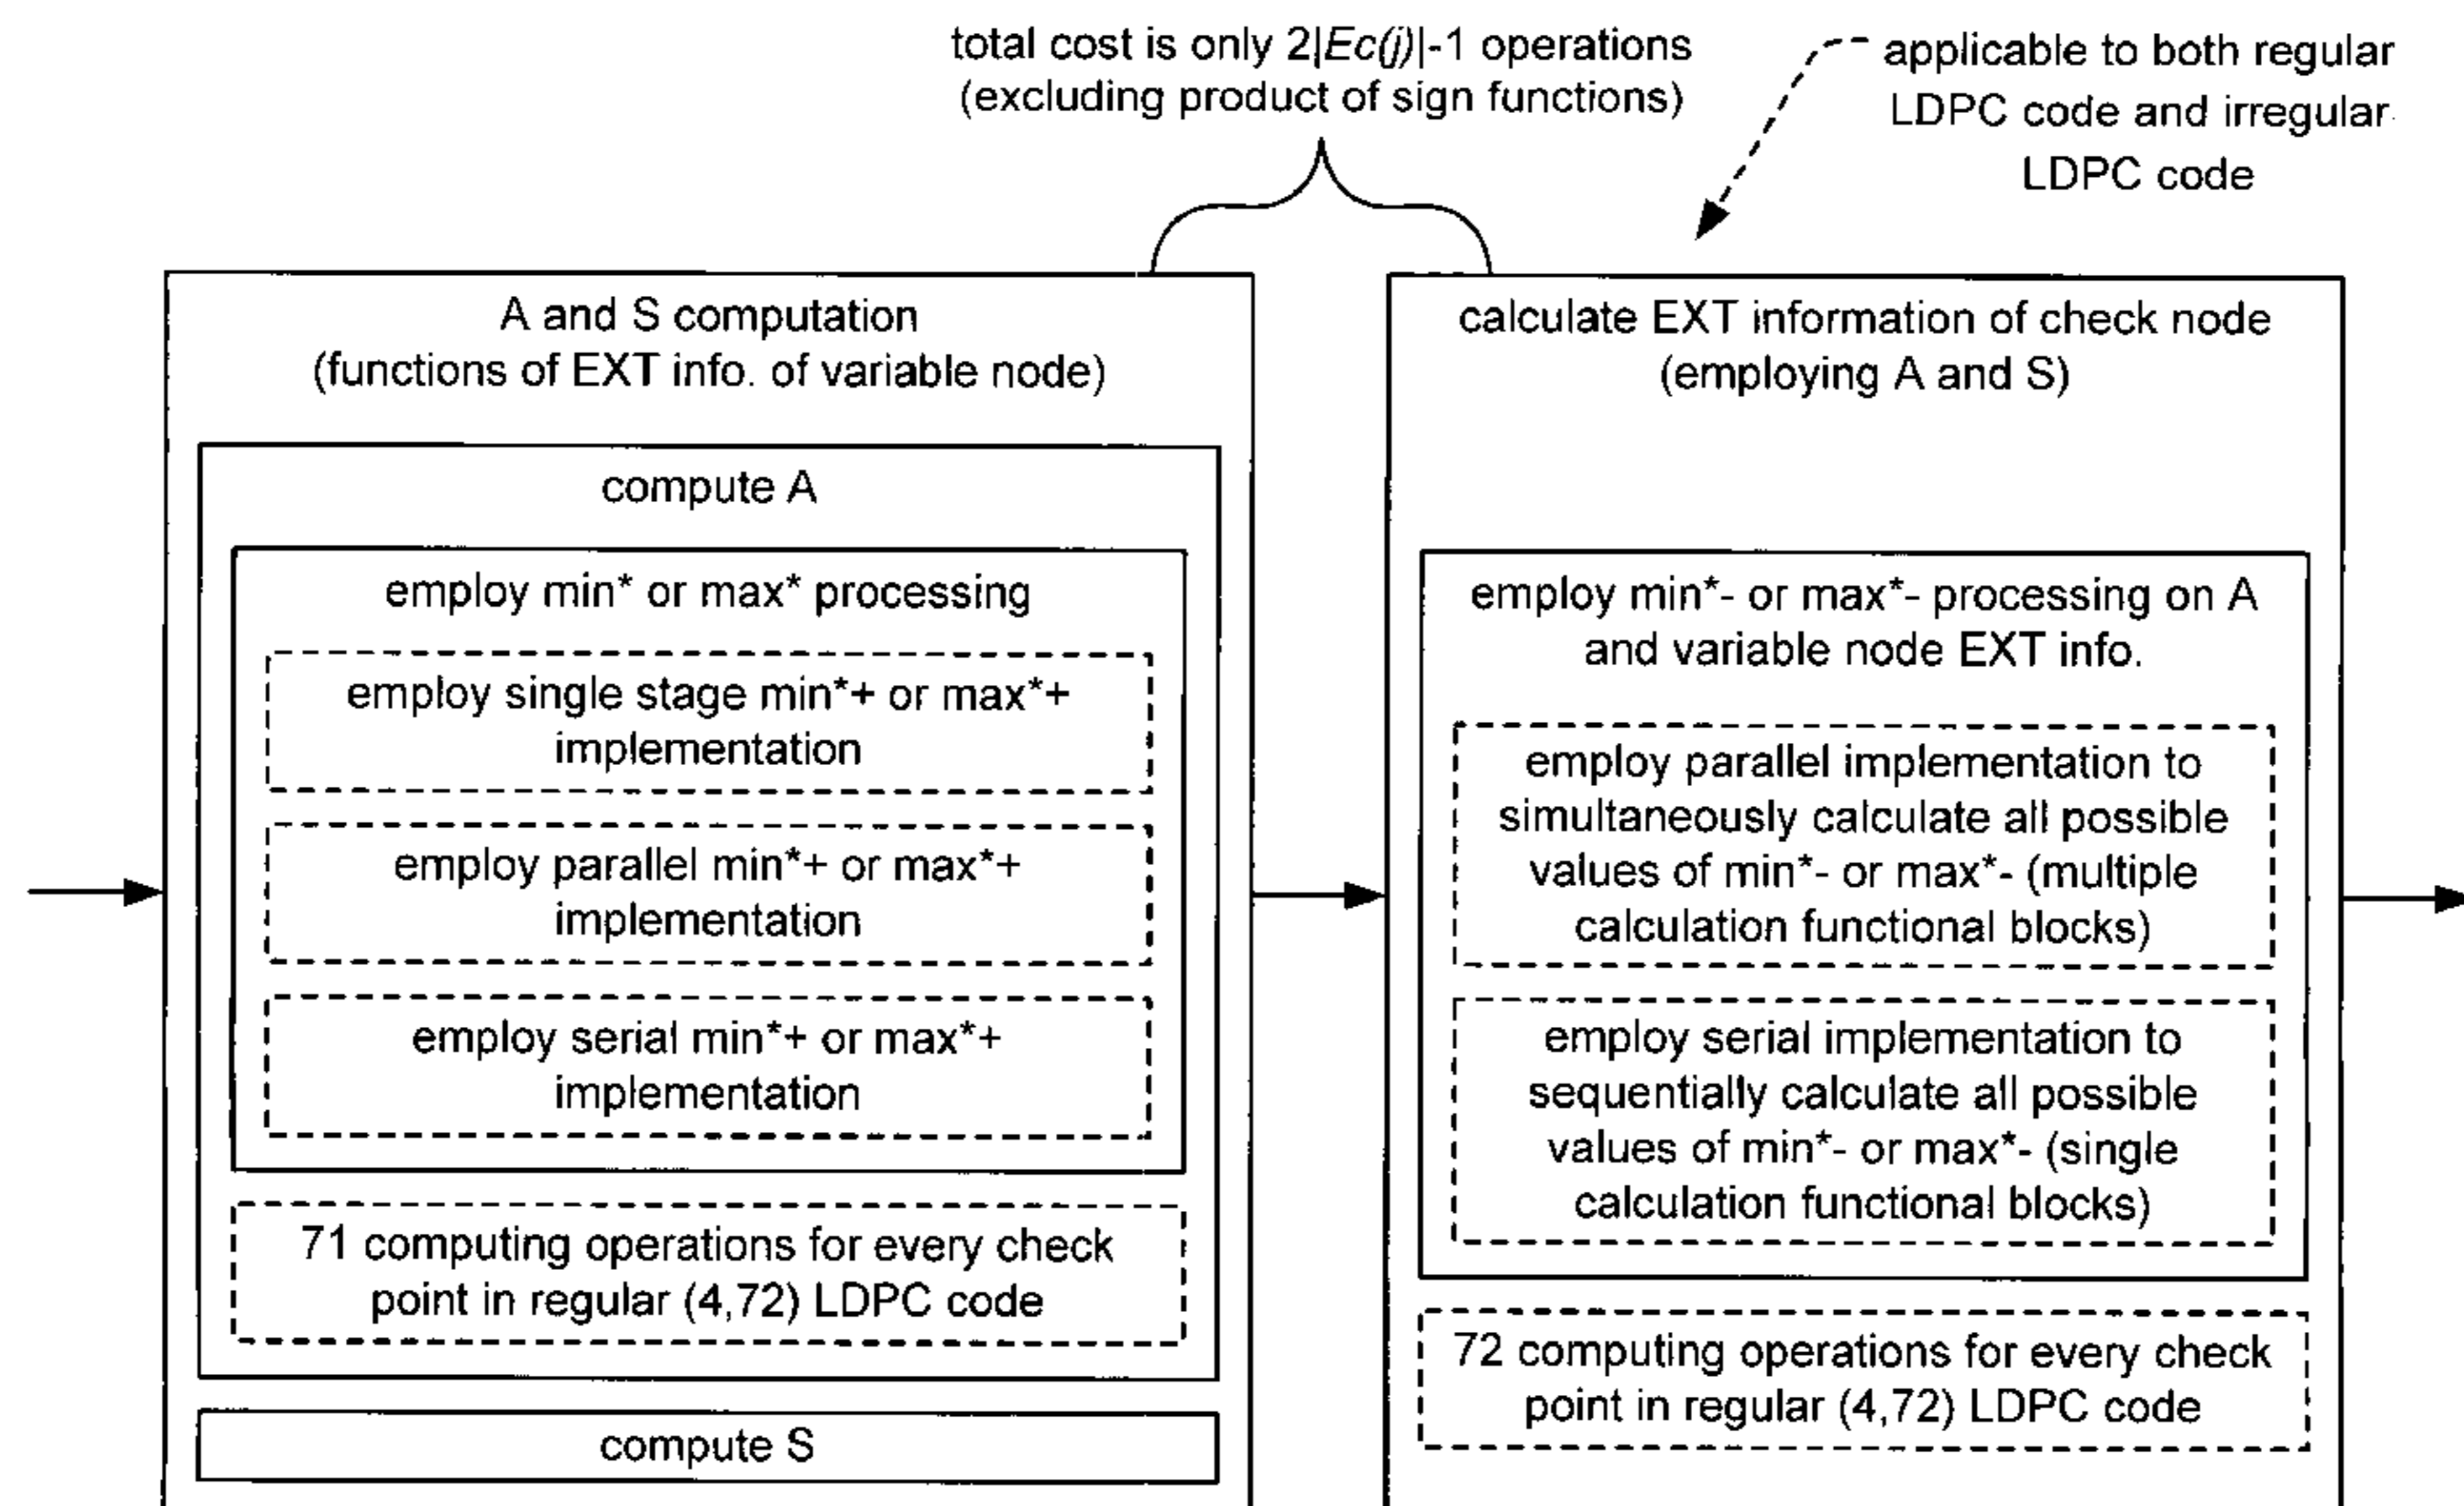 total cost is only 2|Ec(j)|-1 operations
(excluding product of sign functions)
applicable to both regular
LDPC code and irregular
LDPC code
A and S computation
(functions of EXT info. of variable node)
compute A
employ min* or max* processing
employ single stage min*+ or max*+
implementation
employ parallel min*+ or max*+
implementation
employ serial min*+ or max*+
implementation
71 computing operations for every check
point in regular (4,72) LDPC code
compute S
calculate EXT information of check node
(employing A and S)
employ min*- or max*- processing on A
and variable node EXT info.
employ parallel implementation to
simultaneously calculate all possible
values of min*- or max*- (multiple
calculation functional blocks)
employ serial implementation to
sequentially calculate all possible
values of min*- or max*- (single
calculation functional blocks)
72 computing operations for every check
point in regular (4,72) LDPC code